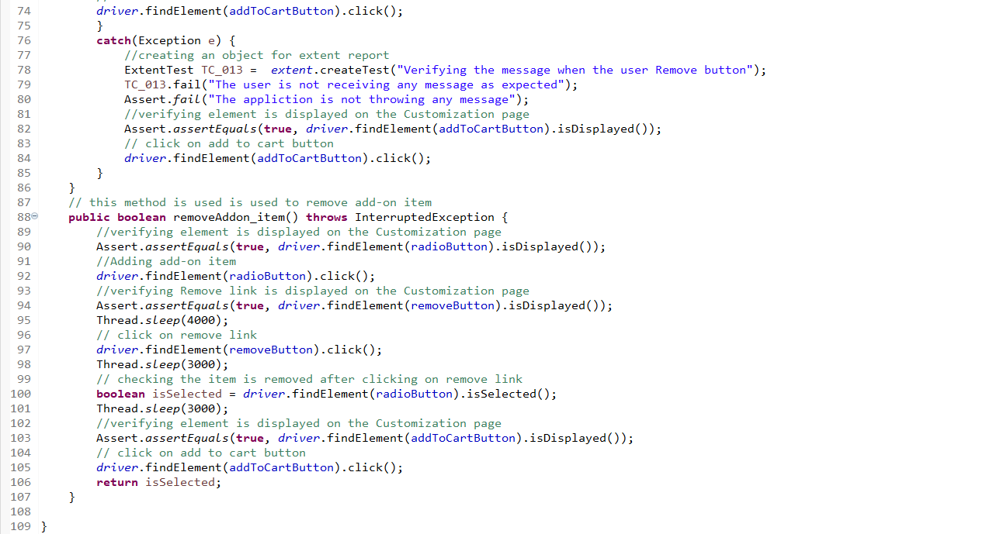 74 driver.findElement(addToCartButton).click();
75 }
76 catch(Exception e) {
77 //creating an object for extent report
78 ExtentTest TC_013 =  extent.createTest("Verifying the message when the user Remove button");
79 TC_013.fail("The user is not receiving any message as expected");
80 Assert.fail("The appliction is not throwing any message");
81 //verifying element is displayed on the Customization page
82 Assert.assertEquals(true, driver.findElement(addToCartButton).isDisplayed());
83 // click on add to cart button
84 driver.findElement(addToCartButton).click();
85 }
86 }
87 // this method is used is used to remove add-on item
88 public boolean removeAddon_item() throws InterruptedException {
89 //verifying element is displayed on the Customization page
90 Assert.assertEquals(true, driver.findElement(radioButton).isDisplayed());
91 //Adding add-on item
92 driver.findElement(radioButton).click();
93 //verifying Remove link is displayed on the Customization page
94 Assert.assertEquals(true, driver.findElement(removeButton).isDisplayed());
95 Thread.sleep(4000);
96 // click on remove link
97 driver.findElement(removeButton).click();
98 Thread.sleep(3000);
99 // checking the item is removed after clicking on remove link
100 boolean isSelected = driver.findElement(radioButton).isSelected();
101 Thread.sleep(3000);
102 //verifying element is displayed on the Customization page
103 Assert.assertEquals(true, driver.findElement(addToCartButton).isDisplayed());
104 // click on add to cart button
105 driver.findElement(addToCartButton).click();
106 return isSelected;
107 }
108
109 }